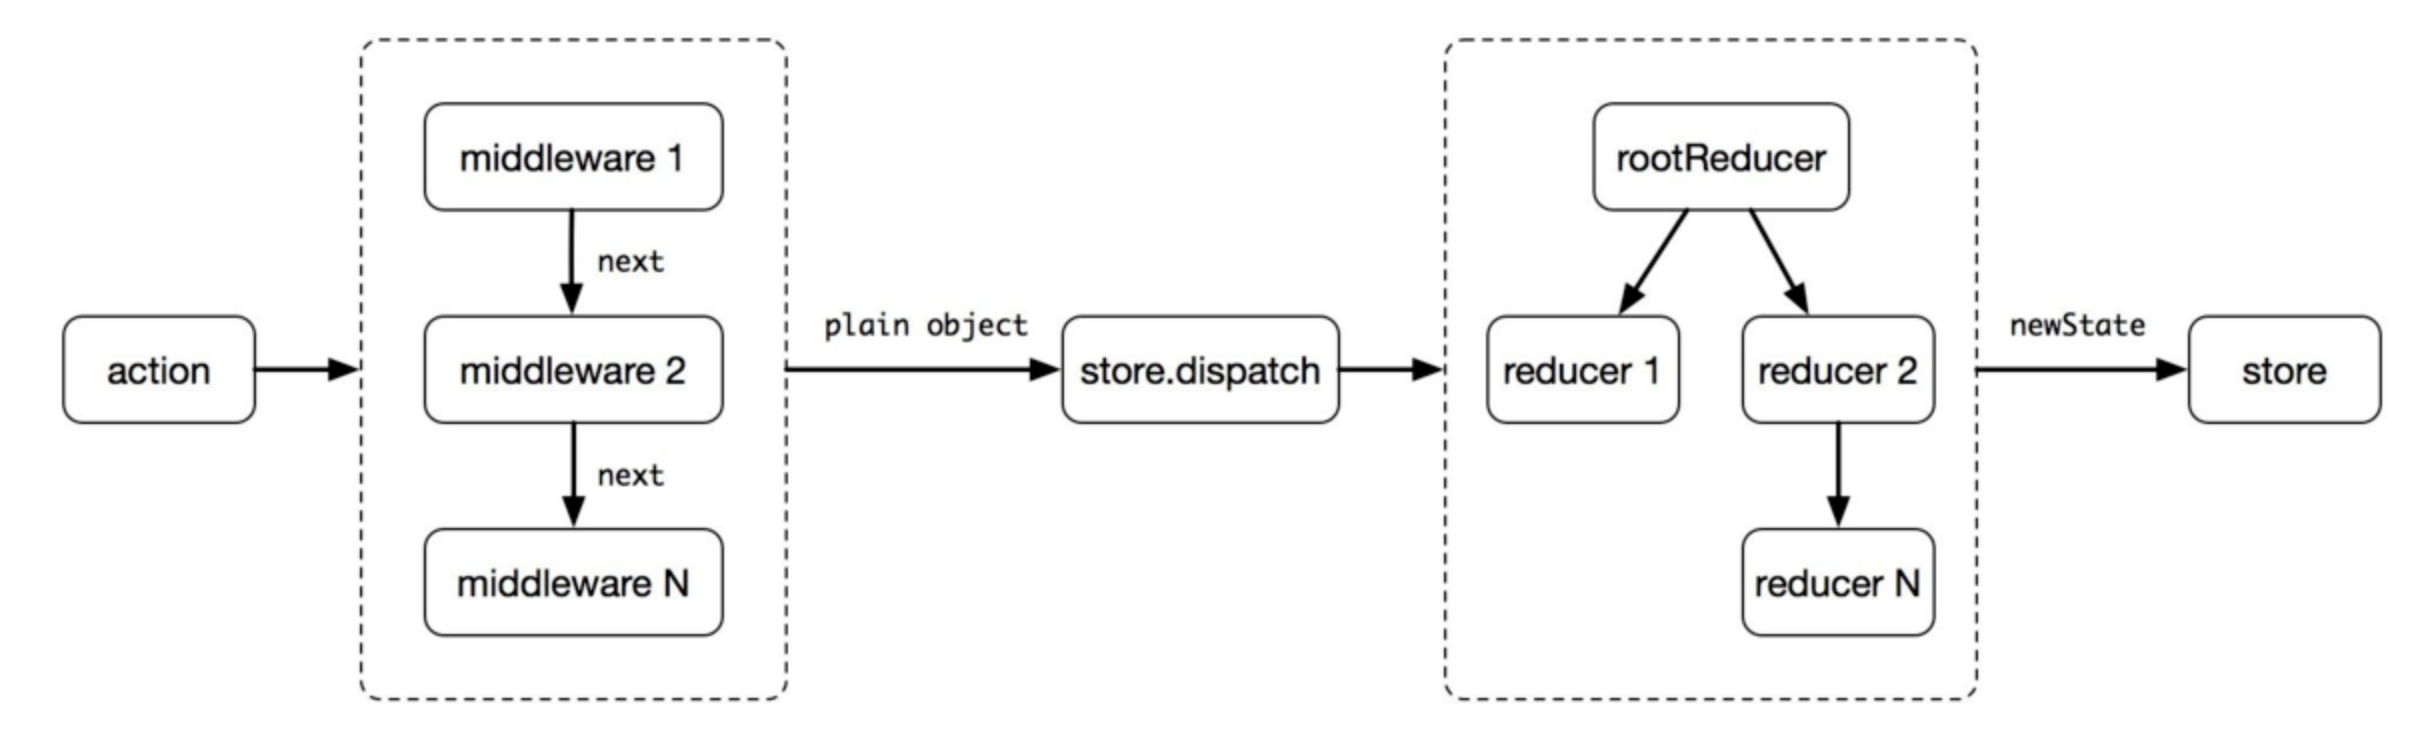 action
middleware 1
next
middleware 2
next
middleware N
plain object
store.dispatch
rootReducer
reducer 1
reducer 2
reducer N
newState
store